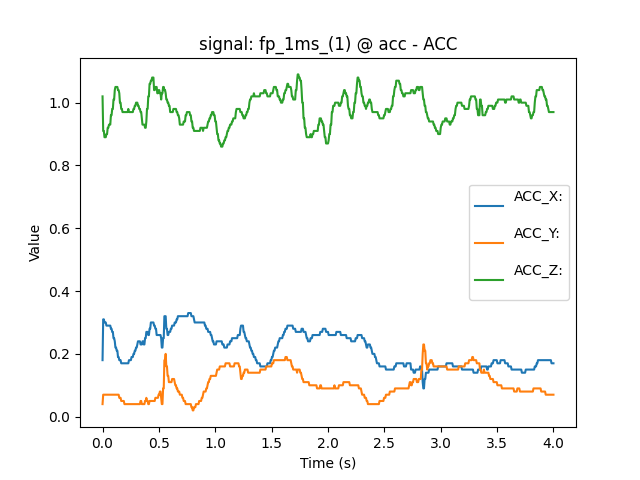 signal: fp_1ms_(1) @ acc - ACC
1.0
0.8
0.6
0.4
0.2
0.0
Value
ACC_X:
ACC_Y:
ACC_Z:
0.0 0.5 1.0 1.5 2.0 2.5 3.0 3.5 4.0
Time (s)